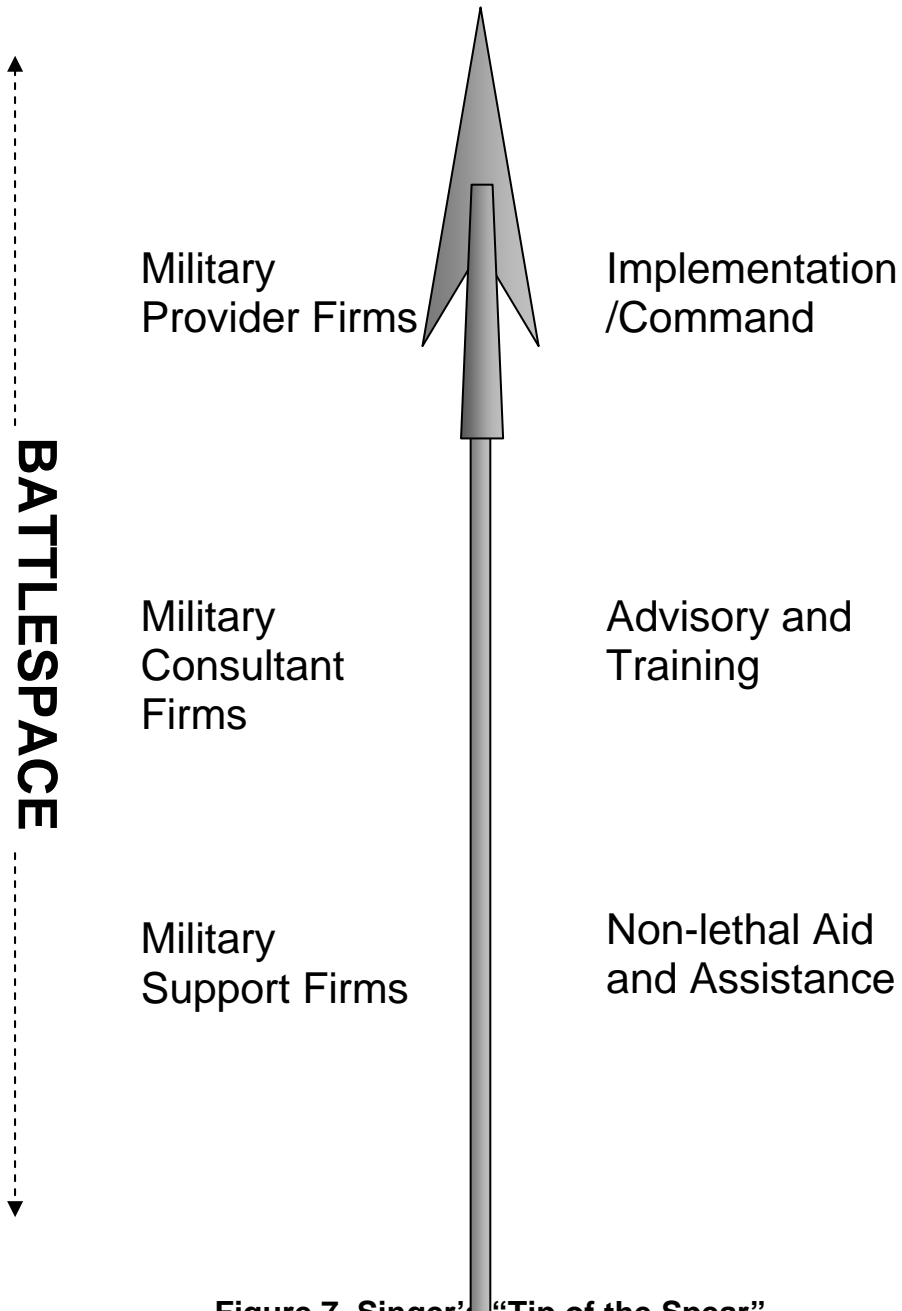 Military
Provider Firms
Implementation
/Command
BATTLESPACE
Military
Consultant
Firms
Advisory and
Training
Military
Support Firms
Non-lethal Aid
and Assistance
Figure 7. Singer's “Tip of the Spear”